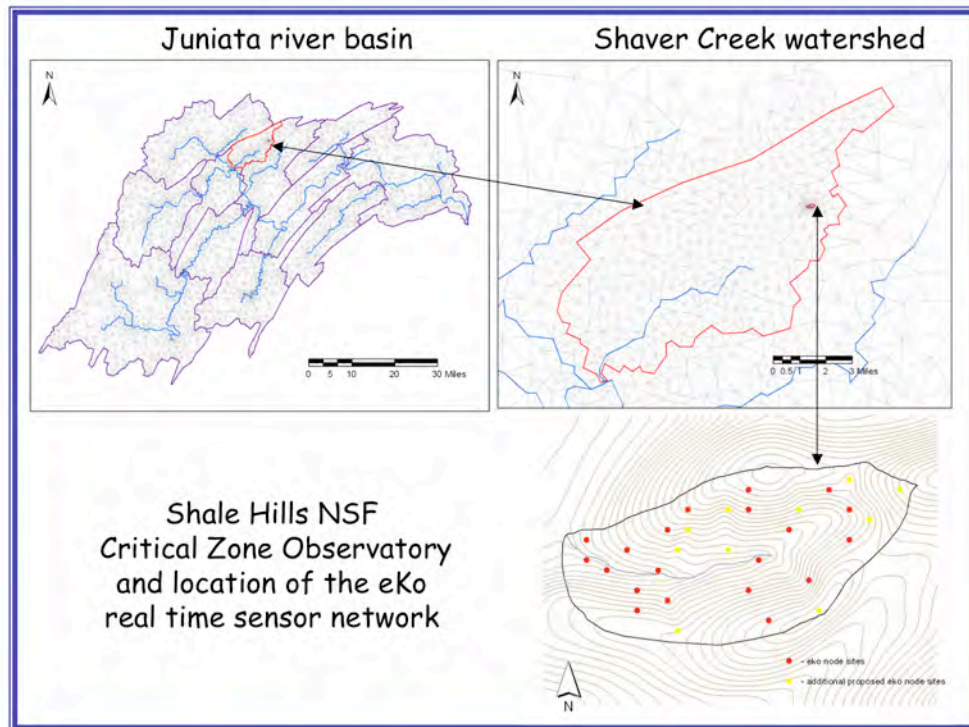 Juniata river basin
Shaver Creek watershed
N
N
0 5 10 20 30 Miles
0 0.5 1 2 3 Miles
Shale Hills NSF
Critical Zone Observatory
and location of the eKo
real time sensor network
- eko node sites
- additional proposed eko node sites
N